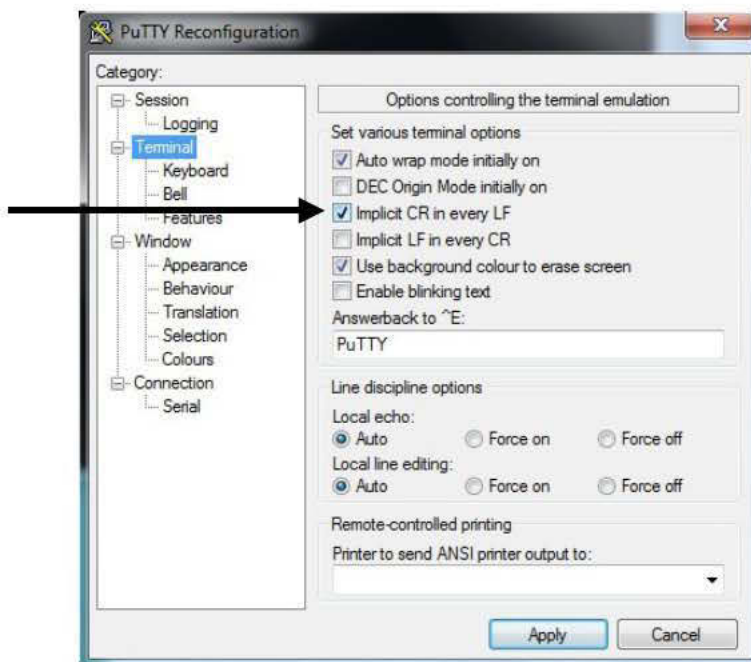 PuTTY Reconfiguration
Category:
Session
Logging
Terminal
Keyboard
Bell
Features
Window
Appearance
Behaviour
Translation
Selection
Colours
Connection
Serial
Options controlling the terminal emulation
Set various terminal options
Auto wrap mode initially on
DEC Origin Mode initially on
Implicit CR in every LF
Implicit LF in every CR
Use background colour to erase screen
Enable blinking text
Answerback to ^E:
PuTTY
Line discipline options
Local echo:
Auto Force on Force off
Local line editing:
Auto Force on Force off
Remote-controlled printing
Printer to send ANSI printer output to:
Apply Cancel